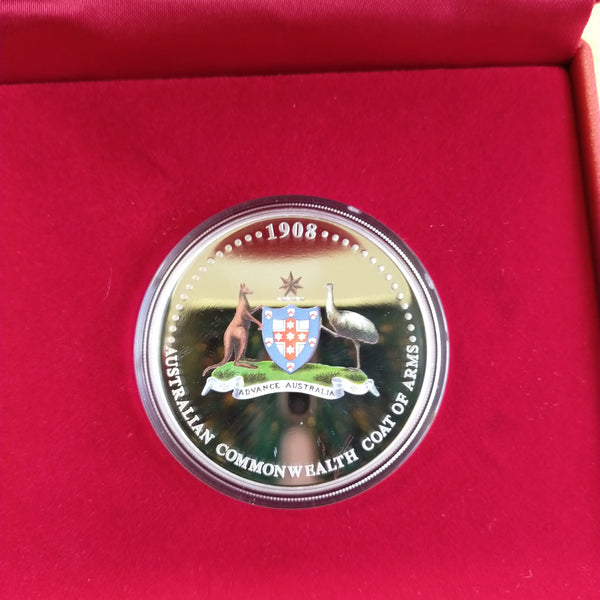 1908
ADVANCE AUSTRALIA
AUSTRALIAN COMMONWEALTH COAT OF ARMS